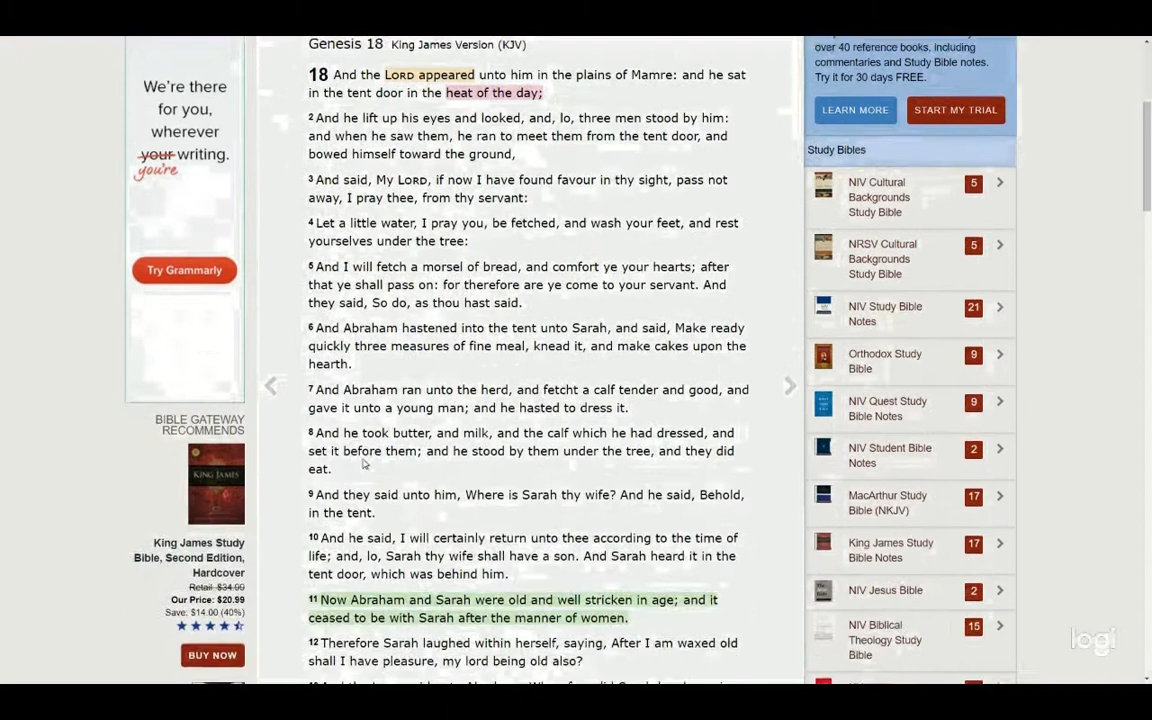 We're there
for you,
wherever
your writing.
you're
Try Grammarly
BIBLE GATEWAY
RECOMMENDS
KING JAMES
King James Study
Bible, Second Edition,
Hardcover
Retail: $34.99
Our Price: $20.99
Save: $14.00 (40%)
BUY NOW
Genesis 18 King James Version (KJV)
18 And the LORD appeared unto him in the plains of Mamre: and he sat
in the tent door in the heat of the day;
2 And he lift up his eyes and looked, and, lo, three men stood by him:
and when he saw them, he ran to meet them from the tent door, and
bowed himself toward the ground,
3 And said, My LORD, if now I have found favour in thy sight, pass not
away, I pray thee, from thy servant:
4 Let a little water, I pray you, be fetched, and wash your feet, and rest
yourselves under the tree:
5 And I will fetch a morsel of bread, and comfort ye your hearts; after
that ye shall pass on: for therefore are ye come to your servant. And
they said, So do, as thou hast said.
6 And Abraham hastened into the tent unto Sarah, and said, Make ready
quickly three measures of fine meal, knead it, and make cakes upon the
hearth.
7 And Abraham ran unto the herd, and fetcht a calf tender and good, and
gave it unto a young man; and he hasted to dress it.
8 And he took butter, and milk, and the calf which he had dressed, and
set it before them; and he stood by them under the tree, and they did
eat.
9 And they said unto him, Where is Sarah thy wife? And he said, Behold,
in the tent.
10 And he said, I will certainly return unto thee according to the time of
life; and, lo, Sarah thy wife shall have a son. And Sarah heard it in the
tent door, which was behind him.
11 Now Abraham and Sarah were old and well stricken in age; and it
ceased to be with Sarah after the manner of women.
12 Therefore Sarah laughed within herself, saying, After I am waxed old
shall I have pleasure, my lord being old also?
over 40 reference books, including
commentaries and Study Bible notes.
Try it for 30 days FREE.
LEARN MORE
START MY TRIAL
Study Bibles
NIV Cultural
Backgrounds
Study Bible
5
NRSV Cultural
Backgrounds
Study Bible
5
NIV Study Bible
Notes
21
Orthodox Study
Bible
9
NIV Quest Study
Bible Notes
9
NIV Student Bible
Notes
2
MacArthur Study
Bible (NKJV)
17
King James Study
Bible Notes
17
NIV Jesus Bible
2
NIV Biblical
Theology Study
Bible
15
logi